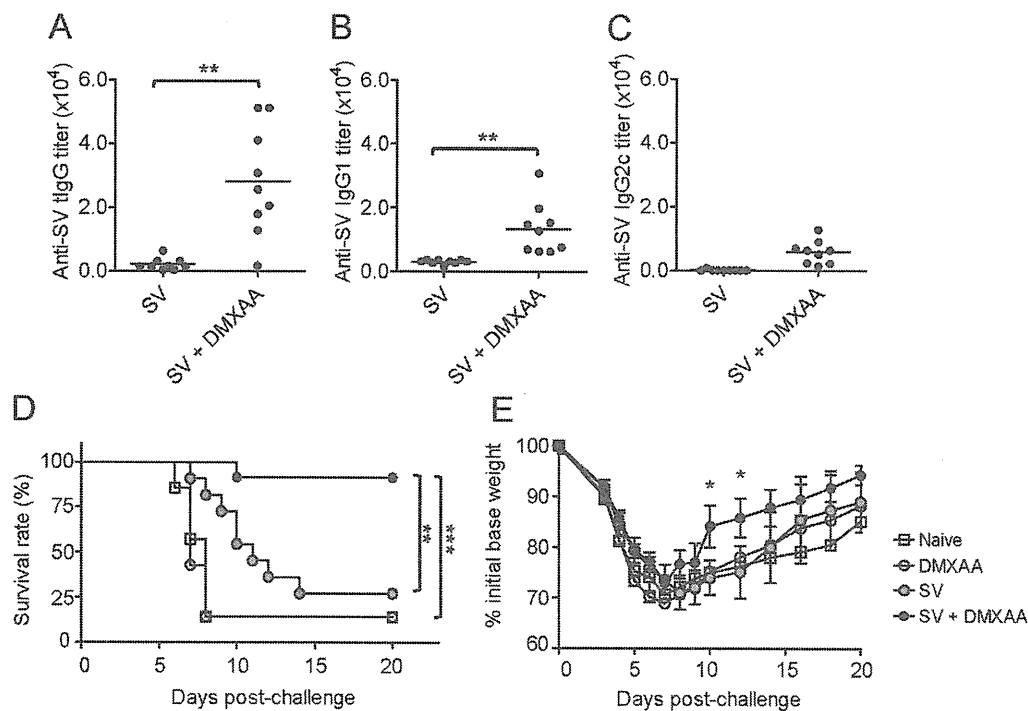 A
Anti-SV tIgG titer (x10⁴)
6.0
4.0
2.0
0.0
**
SV
SV + DMXAA
B
Anti-SV IgG1 titer (x10⁴)
6.0
4.0
2.0
0.0
**
SV
SV + DMXAA
C
Anti-SV IgG2c titer (x10⁴)
6.0
4.0
2.0
0.0
SV
SV + DMXAA
D
Survival rate (%)
100
75
50
25
0
0
5
10
15
20
Days post-challenge
**
***
E
% initial base weight
100
90
80
70
60
0
5
10
15
20
Days post-challenge
*
*
Naive
DMXAA
SV
SV + DMXAA